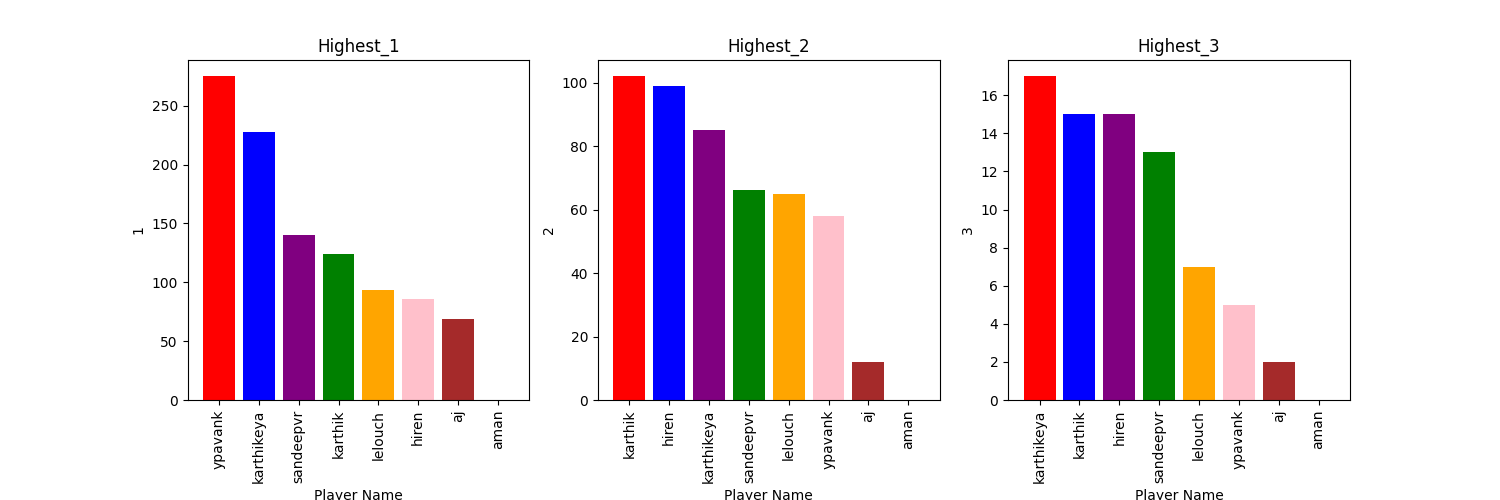 Highest_1
250
200
150
100
50
0
1
ypavank
karthikeya
sandeepvr
karthik
lelouch
hiren
aj
aman
Player Name
Highest_2
100
80
60
40
20
0
2
karthik
hiren
karthikeya
sandeepvr
lelouch
ypavank
aj
aman
Player Name
Highest_3
16
14
12
10
8
6
4
2
0
3
karthikeya
karthik
hiren
sandeepvr
lelouch
ypavank
aj
aman
Player Name